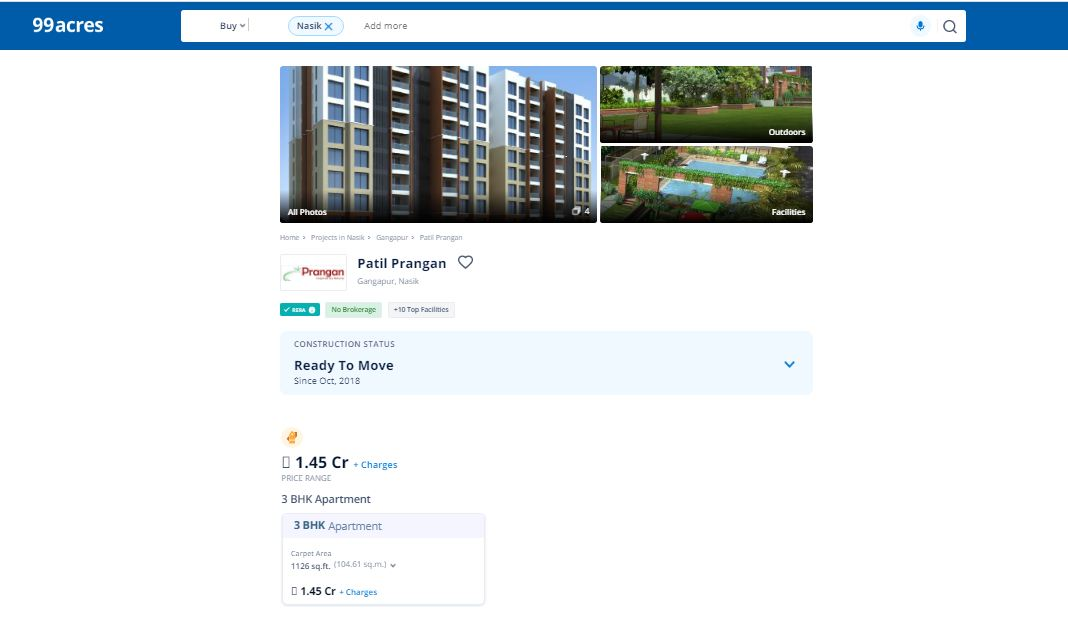 99acres
Buy
Nasik
Add more
All Photos
4
Outdoors
Facilities
Home > Projects in Nasik > Gangapur > Patil Prangan
Prangan
Patil Prangan
Gangapur, Nasik
RERA
No Brokerage
+10 Top Facilities
CONSTRUCTION STATUS
Ready To Move
Since Oct, 2018
1.45 Cr + Charges
PRICE RANGE
3 BHK Apartment
3 BHK Apartment
Carpet Area
1126 sq.ft. (104.61 sq.m.)
1.45 Cr + Charges